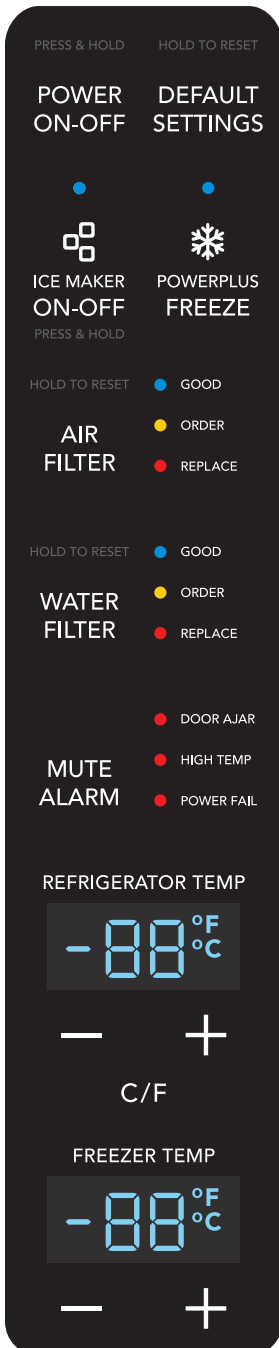 PRESS & HOLD
HOLD TO RESET
POWER
ON-OFF
DEFAULT
SETTINGS
ICE MAKER
ON-OFF
PRESS & HOLD
POWERPLUS
FREEZE
HOLD TO RESET
AIR
FILTER
GOOD
ORDER
REPLACE
HOLD TO RESET
WATER
FILTER
GOOD
ORDER
REPLACE
MUTE
ALARM
DOOR AJAR
HIGH TEMP
POWER FAIL
REFRIGERATOR TEMP
-88 °F
°C
— +
C/F
FREEZER TEMP
-88 °F
°C
— +